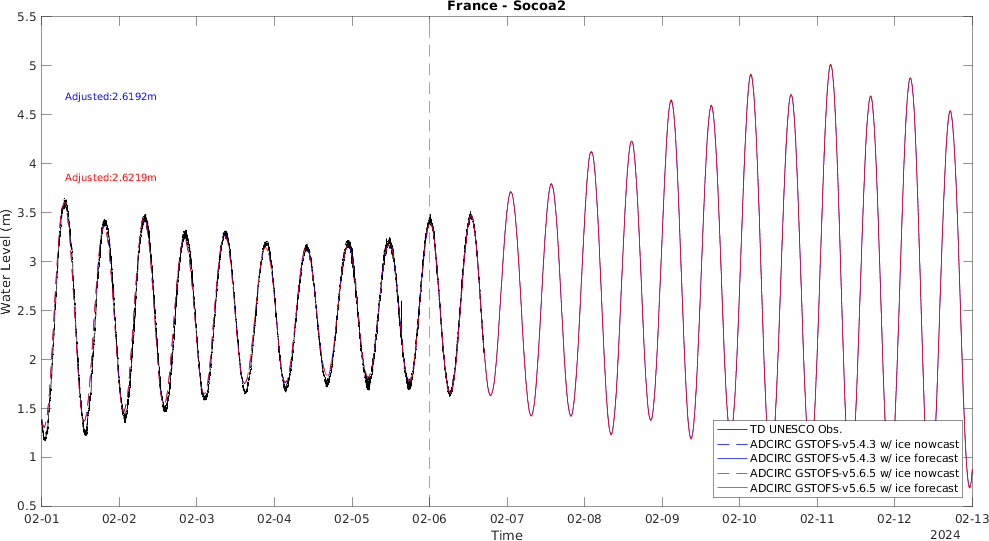 France - Socoa2
5.5
5
4.5
4
3.5
3
2.5
2
1.5
1
0.5
Water Level (m)
Adjusted:2.6192m
Adjusted:2.6219m
TD UNESCO Obs.
ADCIRC GSTOFS-v5.4.3 w/ ice nowcast
ADCIRC GSTOFS-v5.4.3 w/ ice forecast
ADCIRC GSTOFS-v5.6.5 w/ ice nowcast
ADCIRC GSTOFS-v5.6.5 w/ ice forecast
02-01 02-02 02-03 02-04 02-05 02-06 02-07 02-08 02-09 02-10 02-11 02-12 02-13
Time
2024